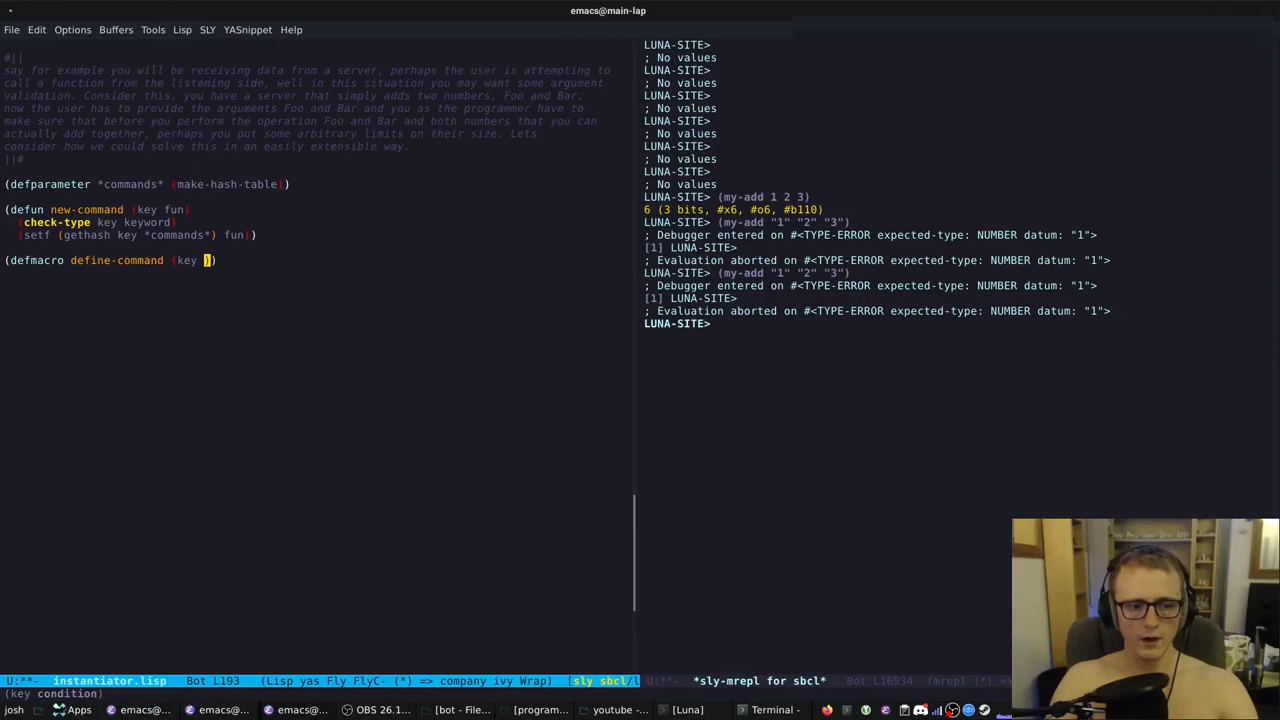 emacs@main-lap
File Edit Options Buffers Tools Lisp SLY YASnippet Help
#||
say for example you will be receiving data from a server, perhaps the user is attempting to
call a function from the listening side, well in this situation you may want some argument
validation. Consider this, you have a server that simply adds two numbers, Foo and Bar,
now the user has to provide the arguments Foo and Bar and you as the programmer have to
make sure that before you perform the operation Foo and Bar and both numbers that you can
actually add together, perhaps you put some arbitrary limits on their size. Lets
consider how we could solve this in an easily extensible way.
||#
(defparameter *commands* (make-hash-table))
(defun new-command (key fun)
(check-type key keyword)
(setf (gethash key *commands*) fun))
(defmacro define-command (key ))
U:**- instantiator.lisp Bot L193 (Lisp yas Fly FlyC- (*) => company ivy Wrap) [sly sbcl/l
(key condition)
LUNA-SITE>
; No values
LUNA-SITE>
; No values
LUNA-SITE>
; No values
LUNA-SITE>
; No values
LUNA-SITE>
; No values
LUNA-SITE>
; No values
LUNA-SITE> (my-add 1 2 3)
6 (3 bits, #x6, #o6, #b110)
LUNA-SITE> (my-add "1" "2" "3")
; Debugger entered on #<TYPE-ERROR expected-type: NUMBER datum: "1">
[1] LUNA-SITE>
; Evaluation aborted on #<TYPE-ERROR expected-type: NUMBER datum: "1">
LUNA-SITE> (my-add "1" "2" "3")
; Debugger entered on #<TYPE-ERROR expected-type: NUMBER datum: "1">
[1] LUNA-SITE>
; Evaluation aborted on #<TYPE-ERROR expected-type: NUMBER datum: "1">
LUNA-SITE>
U:**- *sly-mrepl for sbcl* Bot L16934 (mrepl (*) =>
josh Apps emacs@... emacs@... emacs@... OBS 26.1... [bot - File... [program... youtube -... [Luna] Terminal -